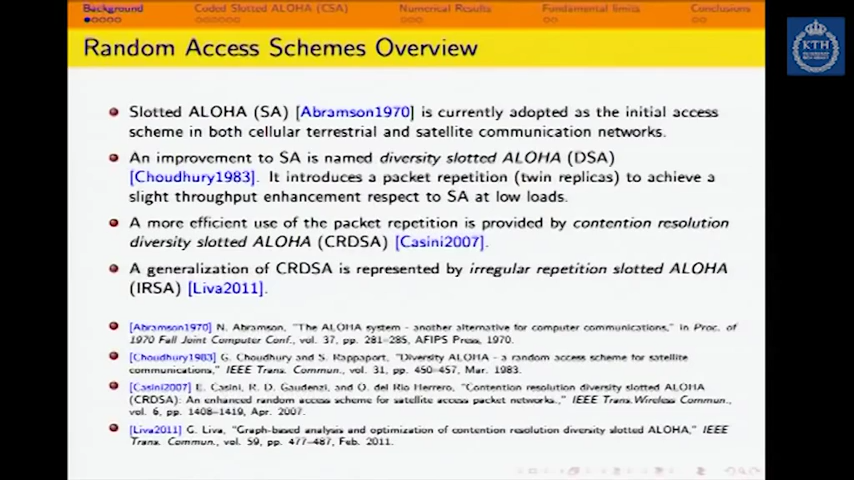 Background
Coded Slotted ALOHA (CSA)
Numerical Results
Fundamental limits
Conclusions
KTH
Random Access Schemes Overview
Slotted ALOHA (SA) [Abramson1970] is currently adopted as the initial access
scheme in both cellular terrestrial and satellite communication networks.
An improvement to SA is named diversity slotted ALOHA (DSA)
[Choudhury1983]. It introduces a packet repetition (twin replicas) to achieve a
slight throughput enhancement respect to SA at low loads.
A more efficient use of the packet repetition is provided by contention resolution
diversity slotted ALOHA (CRDSA) [Casini2007].
A generalization of CRDSA is represented by irregular repetition slotted ALOHA
(IRSA) [Liva2011].
[Abramson1970] N. Abramson, "The ALOHA system - another alternative for computer communications," in Proc. of
1970 Fall Joint Computer Conf., vol. 37, pp. 281–285, AFIPS Press, 1970.
[Choudhury1983] G. Choudhury and S. Rappaport, "Diversity ALOHA - a random access scheme for satellite
communications," IEEE Trans. Commun., vol. 31, pp. 450–457, Mar. 1983.
[Casini2007] E. Casini, R. D. Gaudenzi, and O. del Rio Herrero, "Contention resolution diversity slotted ALOHA
(CRDSA): An enhanced random access scheme for satellite access packet networks.," IEEE Trans. Wireless Commun.,
vol. 6, pp. 1408–1419, Apr. 2007.
[Liva2011] G. Liva, "Graph-based analysis and optimization of contention resolution diversity slotted ALOHA," IEEE
Trans. Commun., vol. 59, pp. 477–487, Feb. 2011.